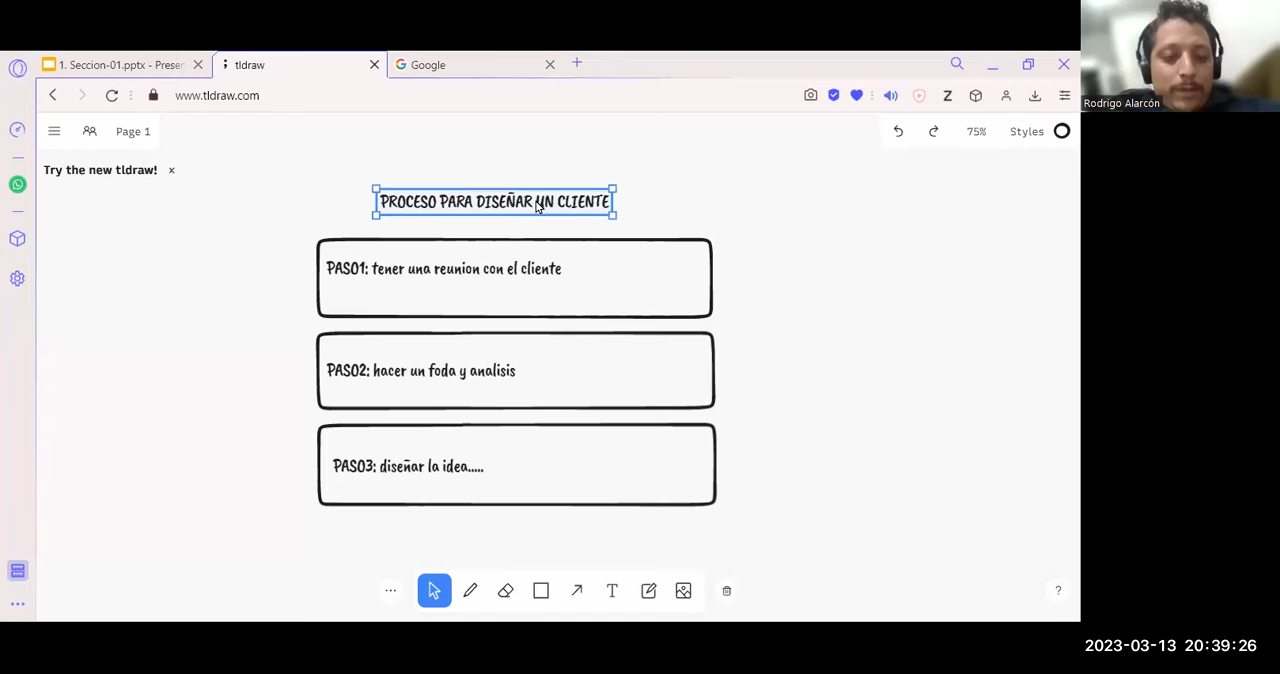 1. Seccion-01.pptx - Presen
tldraw
Google
www.tldraw.com
Rodrigo Alarcón
Page 1
75%
Styles
Try the new tldraw!
PROCESO PARA DISEÑAR UN CLIENTE
PASO1: tener una reunion con el cliente
PASO2: hacer un foda y analisis
PASO3: diseñar la idea.....
2023-03-13 20:39:26